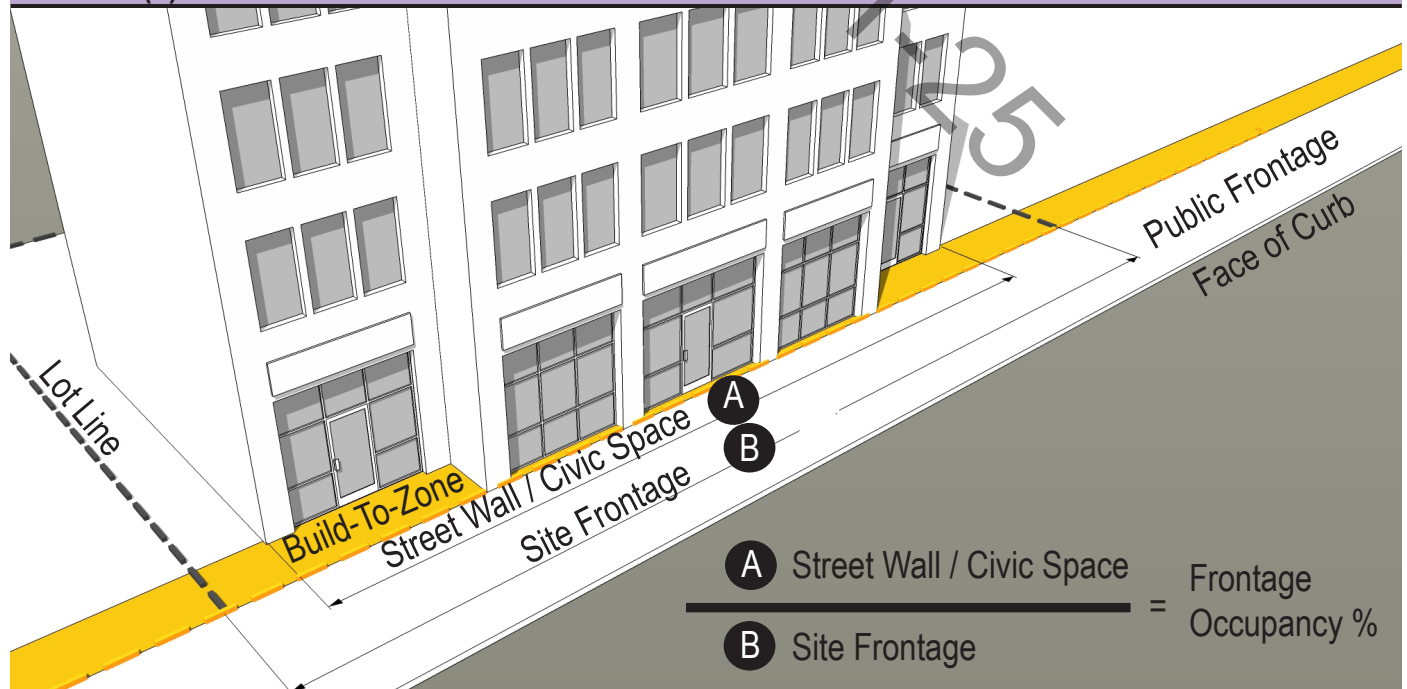 Public Frontage
Face of Curb
Lot Line
A
Street Wall / Civic Space
B
Site Frontage
Build-To-Zone
A Street Wall / Civic Space
B Site Frontage
=
Frontage
Occupancy %